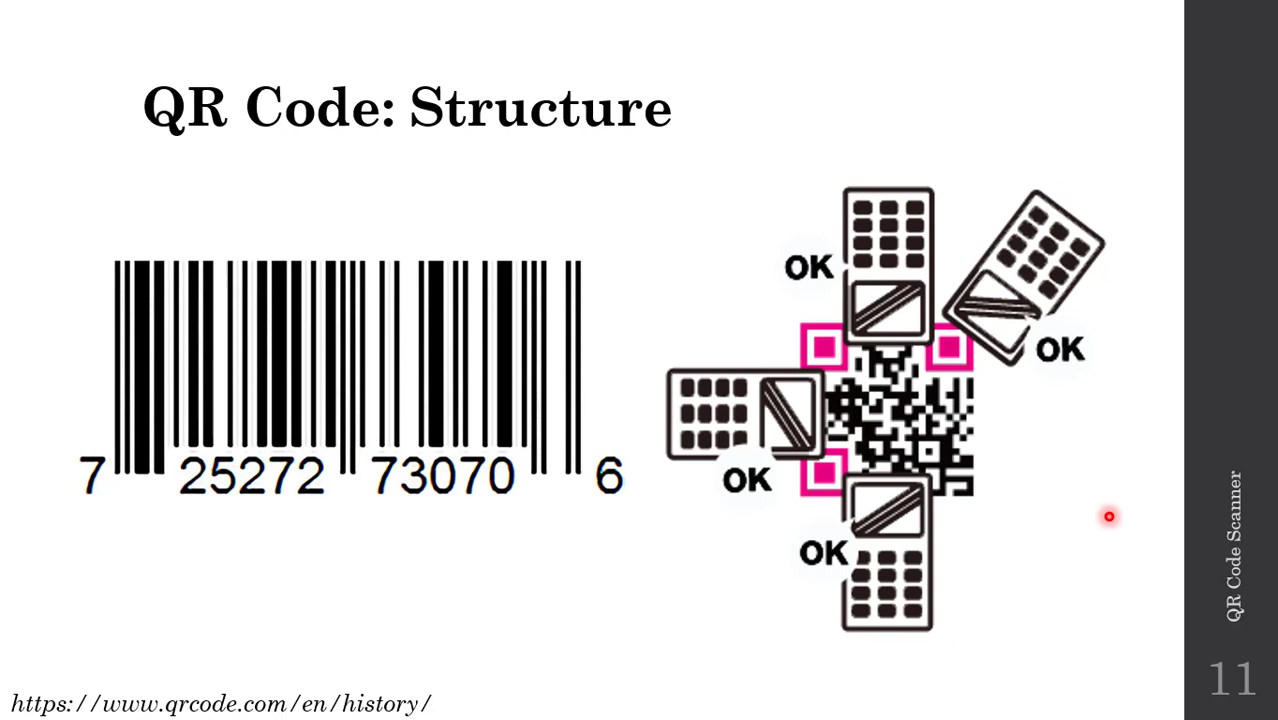 QR Code: Structure
7 25272 73070 6
OK
OK
OK
OK
https://www.qrcode.com/en/history/
QR Code Scanner
11